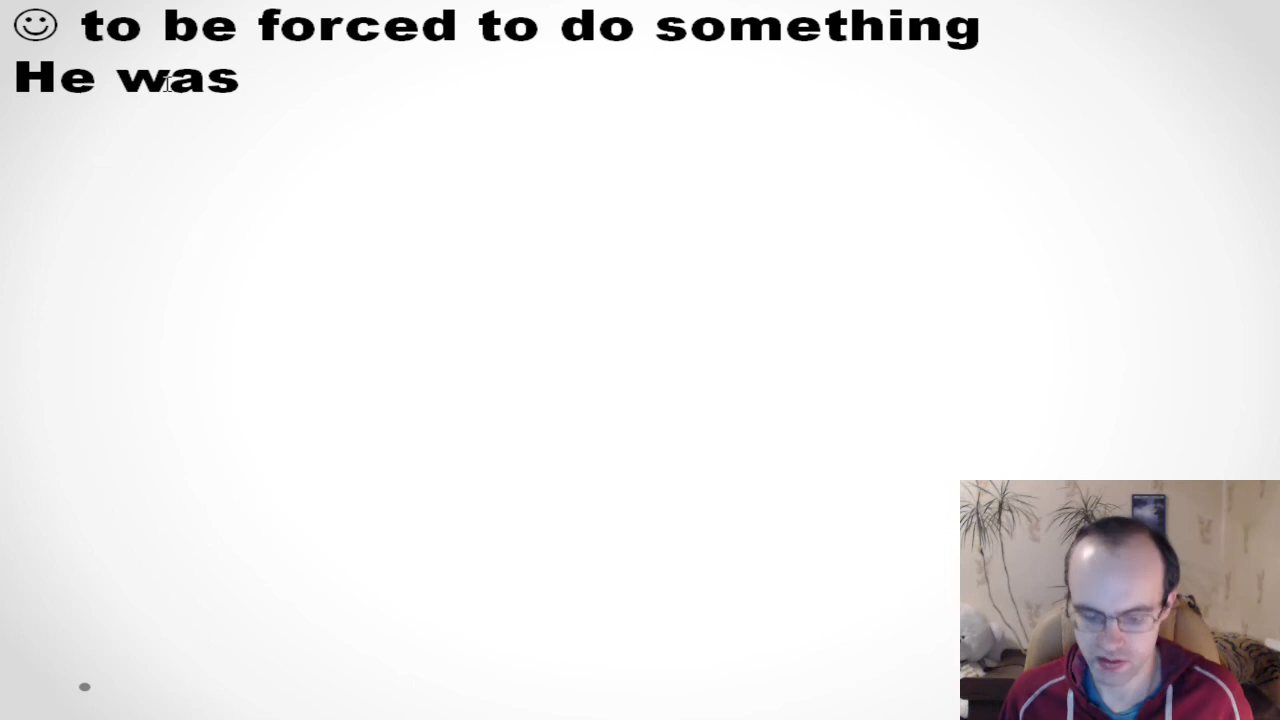 ☺ to be forced to do something
He was